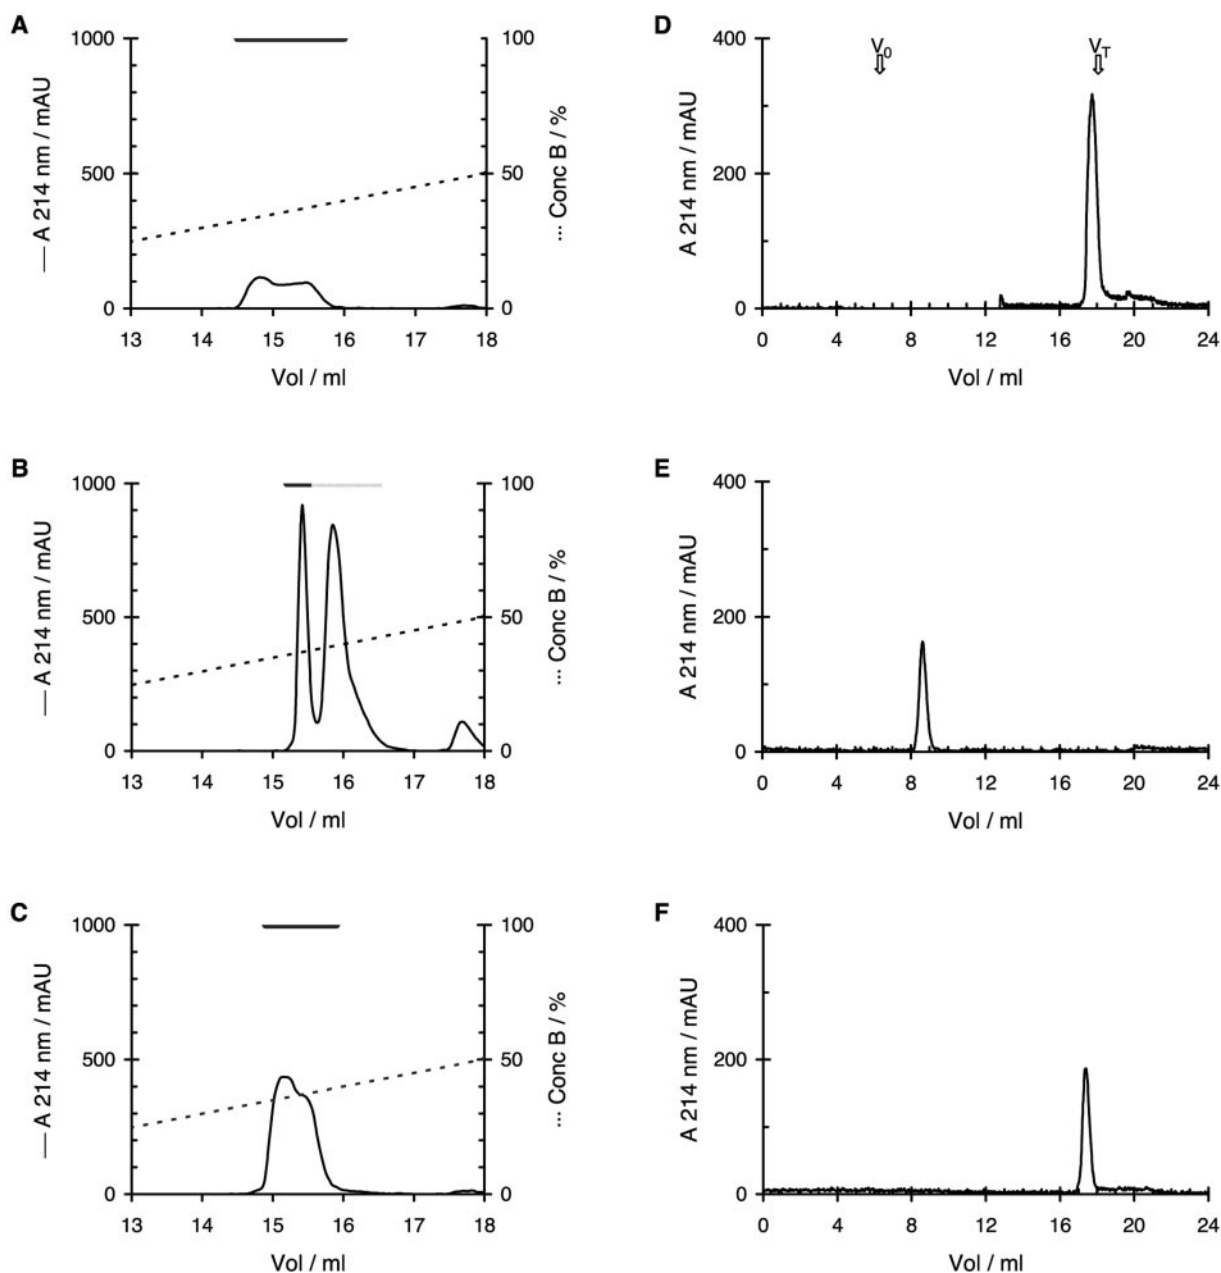 A
1000
500
0
— A 214 nm / mAU
100
50
0
... Conc B / %
13 14 15 16 17 18
Vol / ml
D
400
200
0
A 214 nm / mAU
V0 VT
0 4 8 12 16 20 24
Vol / ml
B
1000
500
0
— A 214 nm / mAU
100
50
0
... Conc B / %
13 14 15 16 17 18
Vol / ml
E
400
200
0
A 214 nm / mAU
0 4 8 12 16 20 24
Vol / ml
C
1000
500
0
— A 214 nm / mAU
100
50
0
... Conc B / %
13 14 15 16 17 18
Vol / ml
F
400
200
0
A 214 nm / mAU
0 4 8 12 16 20 24
Vol / ml